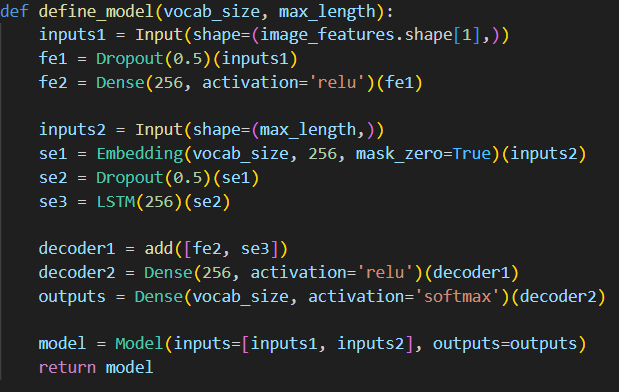 def define_model(vocab_size, max_length):
    inputs1 = Input(shape=(image_features.shape[1],))
    fe1 = Dropout(0.5)(inputs1)
    fe2 = Dense(256, activation='relu')(fe1)

    inputs2 = Input(shape=(max_length,))
    se1 = Embedding(vocab_size, 256, mask_zero=True)(inputs2)
    se2 = Dropout(0.5)(se1)
    se3 = LSTM(256)(se2)

    decoder1 = add([fe2, se3])
    decoder2 = Dense(256, activation='relu')(decoder1)
    outputs = Dense(vocab_size, activation='softmax')(decoder2)

    model = Model(inputs=[inputs1, inputs2], outputs=outputs)
    return model